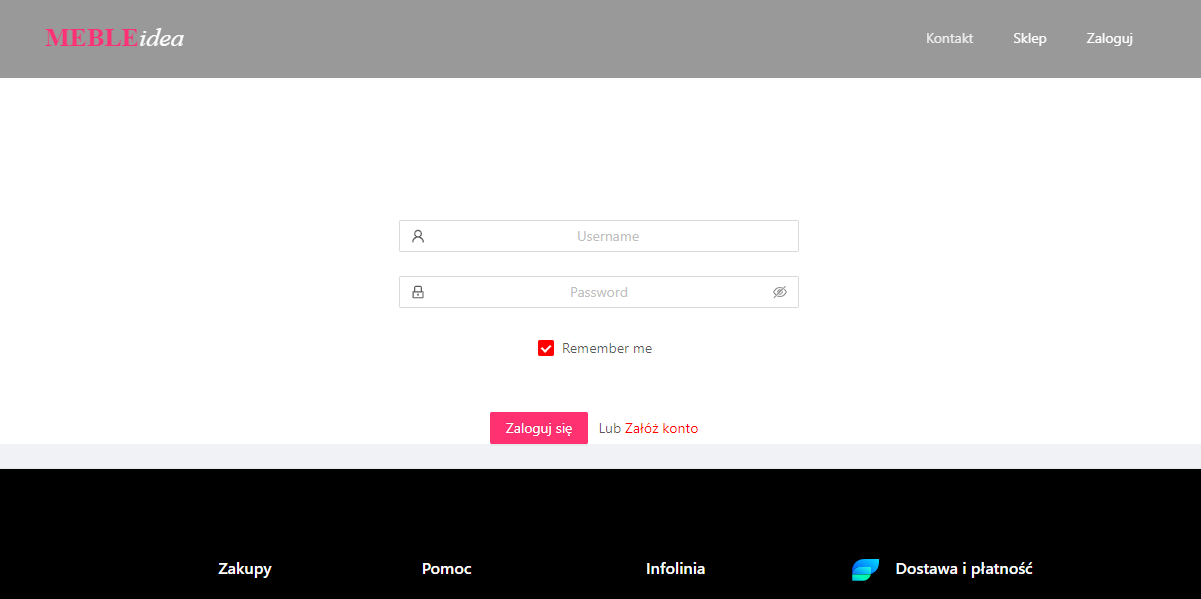 MEBLEidea
Kontakt Sklep Zaloguj
Username
Password
Remember me
Zaloguj się Lub Załóż konto
Zakupy Pomoc Infolinia Dostawa i płatność